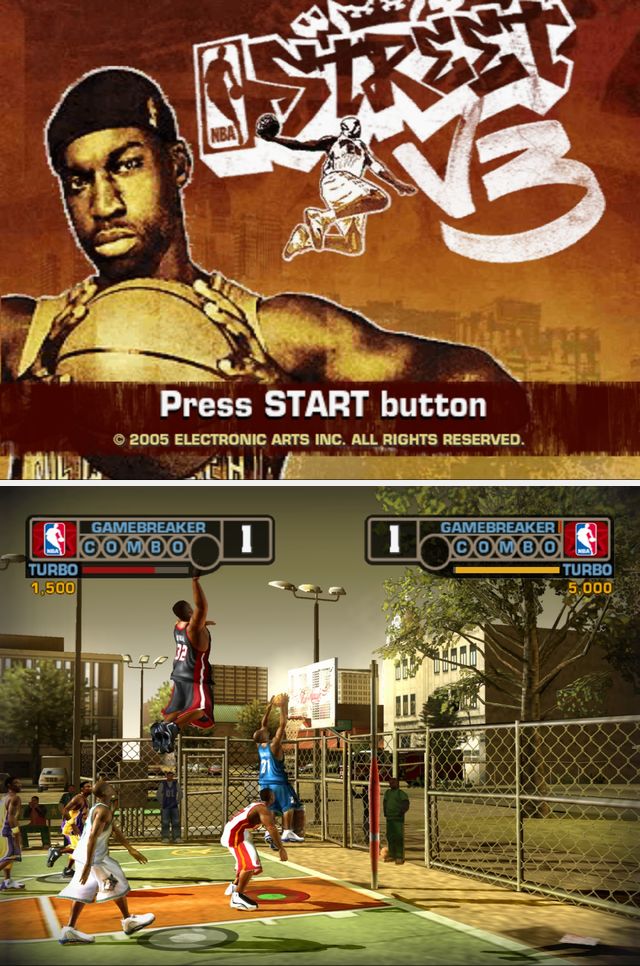 NBA
STREET
V3
Press START button
© 2005 ELECTRONIC ARTS INC. ALL RIGHTS RESERVED.
NBA GAMEBREAKER 1
COMBO
TURBO
1,500
1 GAMEBREAKER NBA
COMBO
TURBO
5,000
32
21